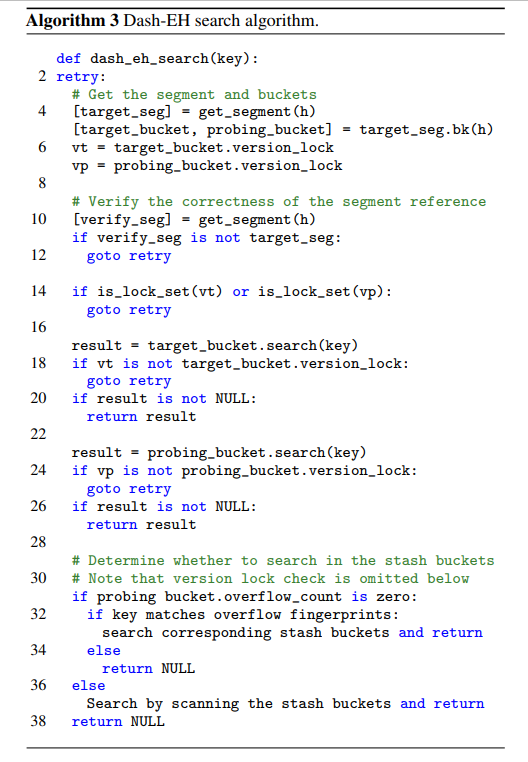 Algorithm 3 Dash-EH search algorithm.
def dash_eh_search(key):
2 retry:
# Get the segment and buckets
4 [target_seg] = get_segment(h)
[target_bucket, probing_bucket] = target_seg.bk(h)
6 vt = target_bucket.version_lock
vp = probing_bucket.version_lock
8
# Verify the correctness of the segment reference
10 [verify_seg] = get_segment(h)
if verify_seg is not target_seg:
12 goto retry
14 if is_lock_set(vt) or is_lock_set(vp):
goto retry
16
result = target_bucket.search(key)
18 if vt is not target_bucket.version_lock:
goto retry
20 if result is not NULL:
return result
22
result = probing_bucket.search(key)
24 if vp is not probing_bucket.version_lock:
goto retry
26 if result is not NULL:
return result
28
# Determine whether to search in the stash buckets
30 # Note that version lock check is omitted below
if probing bucket.overflow_count is zero:
32 if key matches overflow fingerprints:
search corresponding stash buckets and return
34 else
return NULL
36 else
Search by scanning the stash buckets and return
38 return NULL